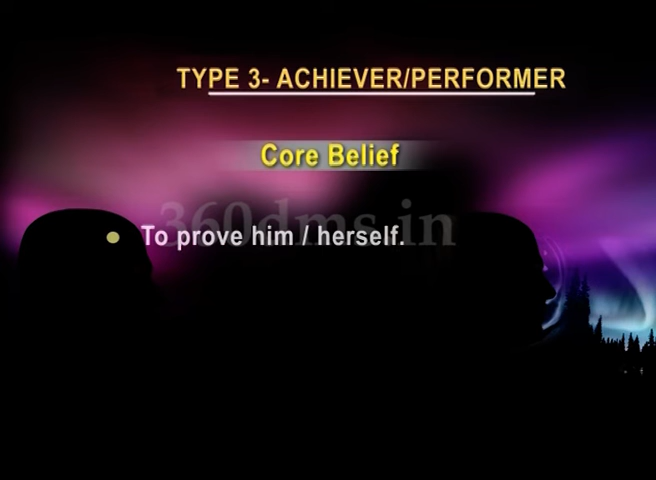 TYPE 3- ACHIEVER/PERFORMER
Core Belief
360dms.in
To prove him / herself.